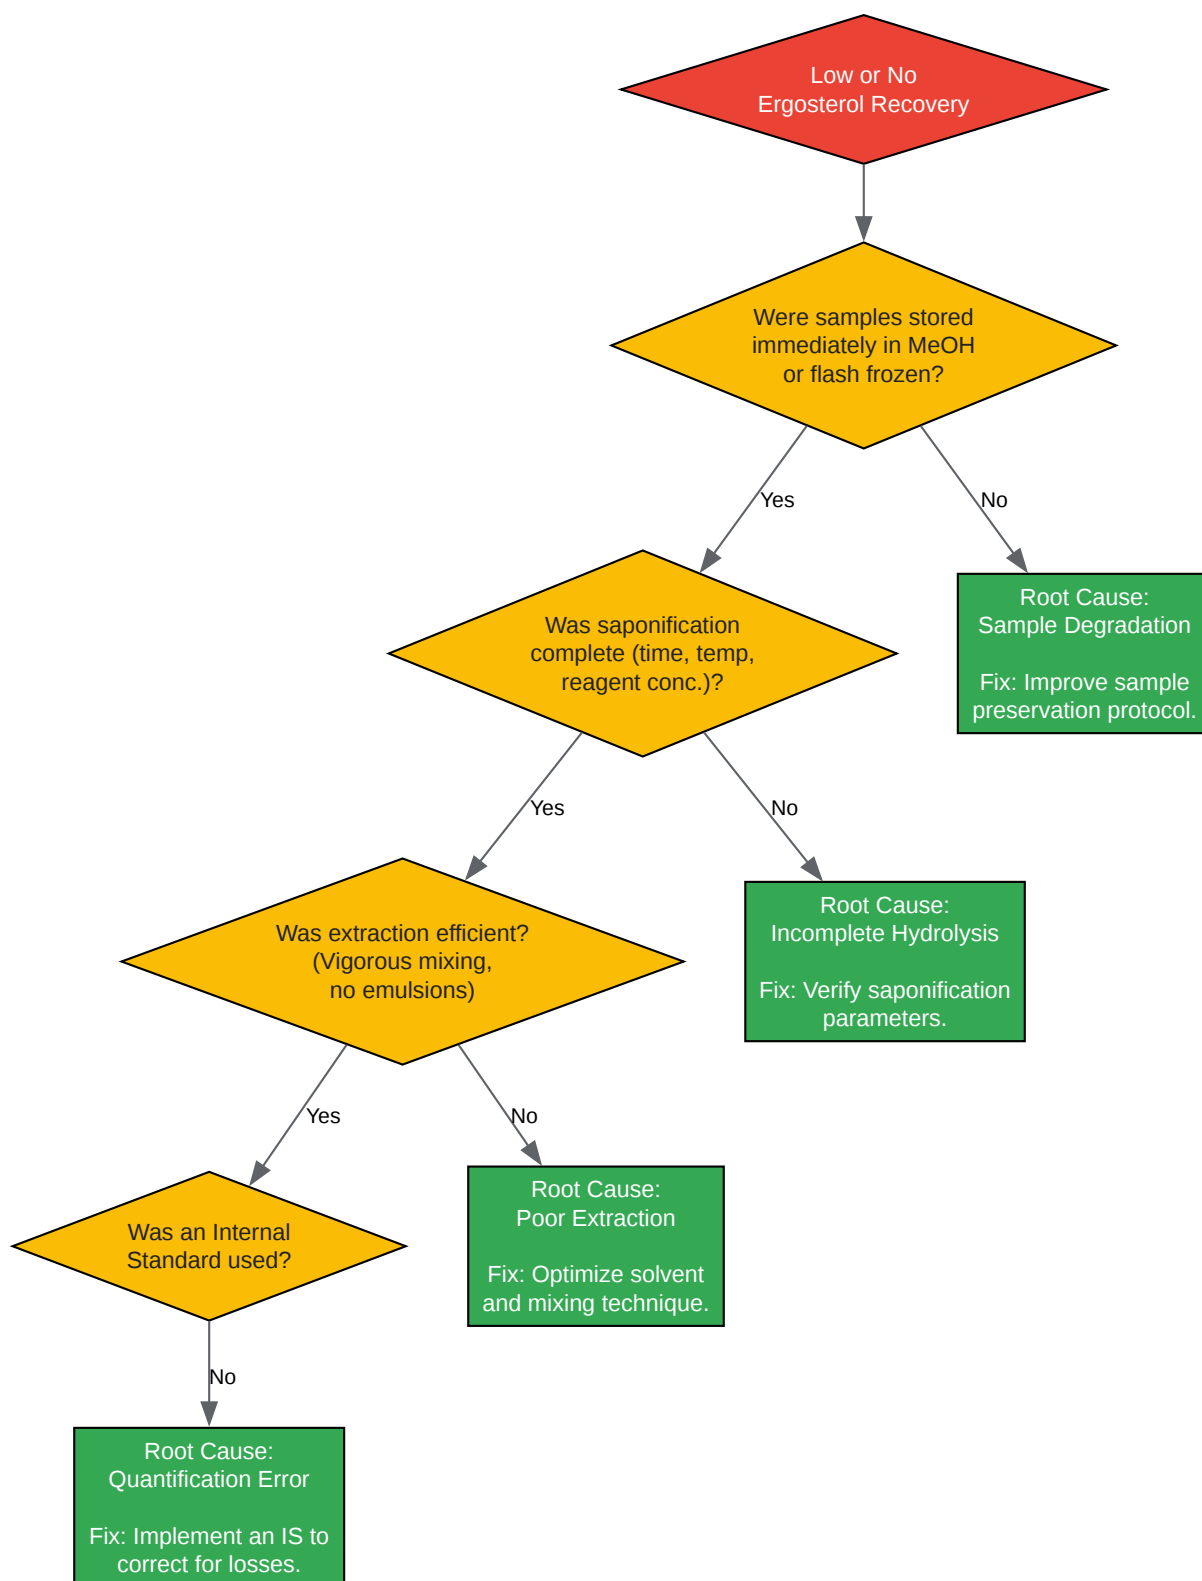 Low or No
Ergosterol Recovery
Were samples stored
immediately in MeOH
or flash frozen?
Yes
No
Root Cause:
Sample Degradation
Fix: Improve sample
preservation protocol.
Was saponification
complete (time, temp,
reagent conc.)?
Yes
No
Root Cause:
Incomplete Hydrolysis
Fix: Verify saponification
parameters.
Was extraction efficient?
(Vigorous mixing,
no emulsions)
Yes
No
Root Cause:
Poor Extraction
Fix: Optimize solvent
and mixing technique.
Was an Internal
Standard used?
No
Root Cause:
Quantification Error
Fix: Implement an IS to
correct for losses.